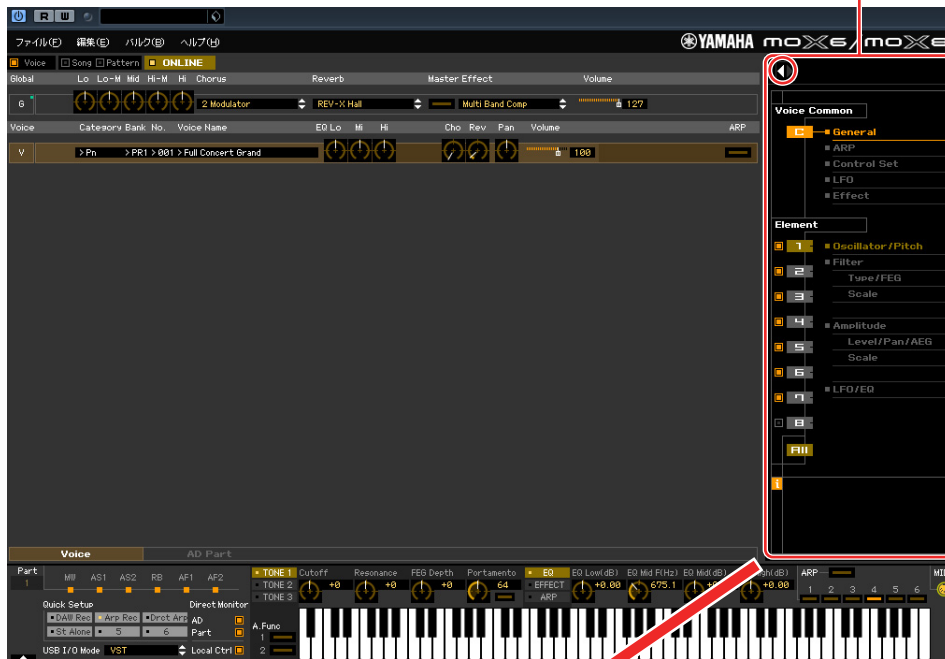 R W
ファイル(F) 編集(E) バルク(B) ヘルプ(H)
YAMAHA moX6/moX
Voice Song Pattern ONLINE
Global Lo Lo-M Mid Hi-M Hi Chorus Reverb Master Effect Volume
G 2 Modulator REV-X Hall Multi Band Comp 127
Voice Category Bank No. Voice Name EQ Lo Mi Hi Cho Rev Pan Volume ARP
V >Pn >PR1 >001 >Full Concert Grand 100
Voice Common
C General
ARP
Control Set
LFO
Effect
Element
1 Oscillator/Pitch
Filter
2 Type/FEG
3 Scale
4 Amplitude
5 Level/Pan/AEG
Scale
6
7 LFO/EQ
8
All
i
Voice AD Part
Part MW AS1 AS2 RB AF1 AF2
1
TONE 1 Cutoff Resonance FEG Depth Portamento EQ EQ Low(dB) EQ Mid F(Hz) EQ Mid(dB) ARP
TONE 2 +0 +0 +0 64 EFFECT +0.00 675.1 +0.00
TONE 3 ARP 1 2 3 4 5 6
Quick Setup Direct Monitor
DAW Rec Arp Rec Drct Arp AD A.Func
St Alone 5 6 Part 1
USB I/O Mode VST Local Ctrl 2